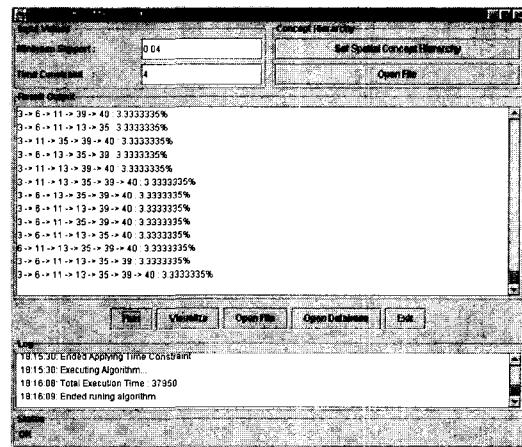 Input Values
Concept Hierarchy
Minimum Support :
0.04
Set Spatial Concept Hierarchy
Time Constraint :
4
Open File
Result Output
3 -> 6 -> 11 -> 39 -> 40 : 3.3333335%
3 -> 6 -> 11 -> 13 -> 35 : 3.3333335%
3 -> 11 -> 35 -> 39 -> 40 : 3.3333335%
3 -> 6 -> 13 -> 35 -> 39 : 3.3333335%
3 -> 11 -> 13 -> 39 -> 40 : 3.3333335%
3 -> 11 -> 13 -> 35 -> 39 -> 40 : 3.3333335%
3 -> 6 -> 13 -> 35 -> 39 -> 40 : 3.3333335%
3 -> 6 -> 11 -> 13 -> 39 -> 40 : 3.3333335%
3 -> 6 -> 11 -> 35 -> 39 -> 40 : 3.3333335%
3 -> 6 -> 11 -> 13 -> 35 -> 40 : 3.3333335%
6 -> 11 -> 13 -> 35 -> 39 -> 40 : 3.3333335%
3 -> 6 -> 11 -> 13 -> 35 -> 39 : 3.3333335%
3 -> 6 -> 11 -> 13 -> 35 -> 39 -> 40 : 3.3333335%
Visualize Open File Open Database Exit
Log
18:15:30: Ended Applying Time Constraint
18:15:30: Executing Algorithm...
18:16:08: Total Execution Time : 37950
18:16:09: Ended runing algorithm
Status
OK